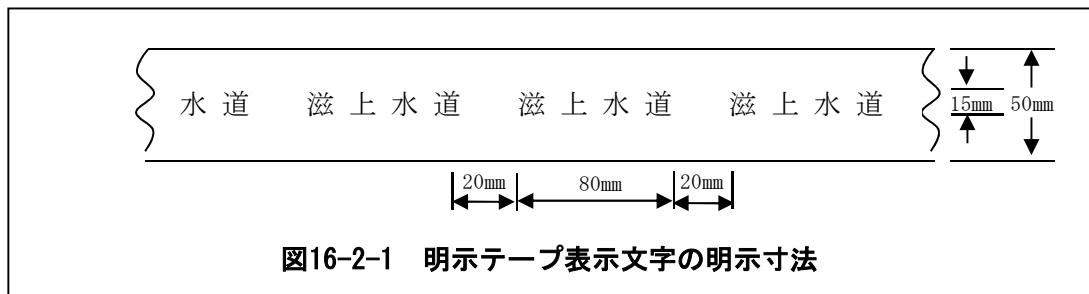 水道 滋上水道 滋上水道 滋上水道
15mm 50mm
20mm 80mm 20mm
図16-2-1 明示テープ表示文字の明示寸法